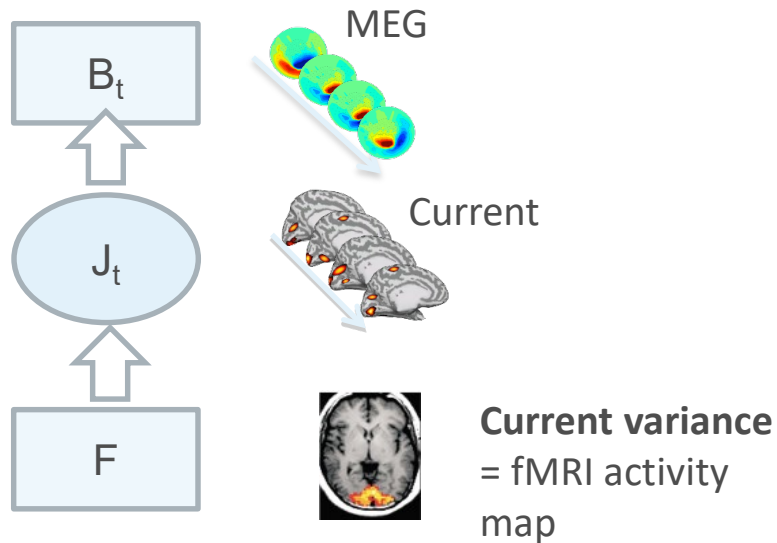 MEG
Bt
Current
Jt
F
Current variance
= fMRI activity
map